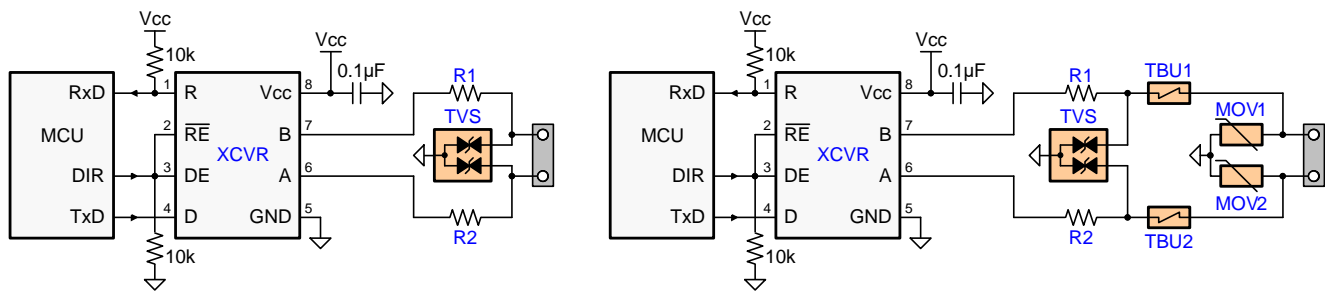 Vcc
10k
Vcc
0.1µF
RxD
MCU
DIR
TxD
1
2
3
4
R
RE
DE
D
XCVR
Vcc
B
A
GND
8
7
6
5
R1
TVS
R2
10k
Vcc
10k
Vcc
0.1µF
RxD
MCU
DIR
TxD
1
2
3
4
R
RE
DE
D
XCVR
Vcc
B
A
GND
8
7
6
5
R1
TVS
R2
TBU1
MOV1
MOV2
TBU2
10k